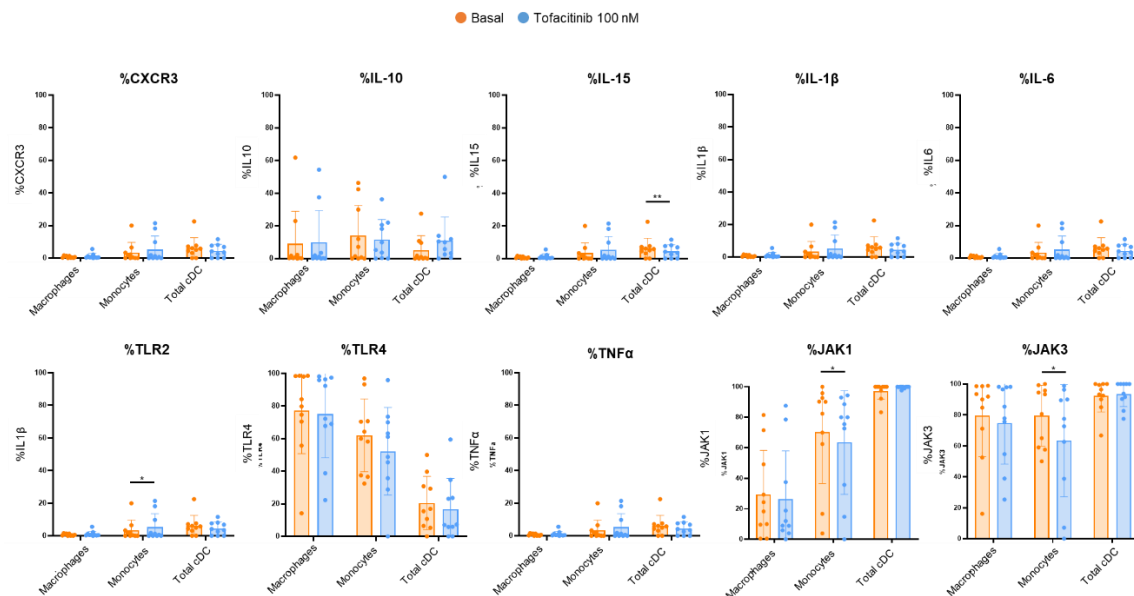 Basal Tofacitinib 100 nM
%CXCR3
%CXCR3
100
80
60
40
20
0
Macrophages
Monocytes
Total cDC
%IL-10
%IL10
100
80
60
40
20
0
Macrophages
Monocytes
Total cDC
%IL-15
%IL15
100
80
60
40
20
0
**
Macrophages
Monocytes
Total cDC
%IL-1β
%IL1β
100
80
60
40
20
0
Macrophages
Monocytes
Total cDC
%IL-6
%IL6
100
80
60
40
20
0
Macrophages
Monocytes
Total cDC
%TLR2
%IL1β
100
80
60
40
20
0
*
Macrophages
Monocytes
Total cDC
%TLR4
%TLR4
%TLR4
100
80
60
40
20
0
Macrophages
Monocytes
Total cDC
%TNFα
%TNFα
%TNFa
100
80
60
40
20
0
Macrophages
Monocytes
Total cDC
%JAK1
%JAK1
%JAK1
100
80
60
40
20
0
*
Macrophages
Monocytes
Total cDC
%JAK3
%JAK3
%JAK3
100
80
60
40
20
0
*
Macrophages
Monocytes
Total cDC